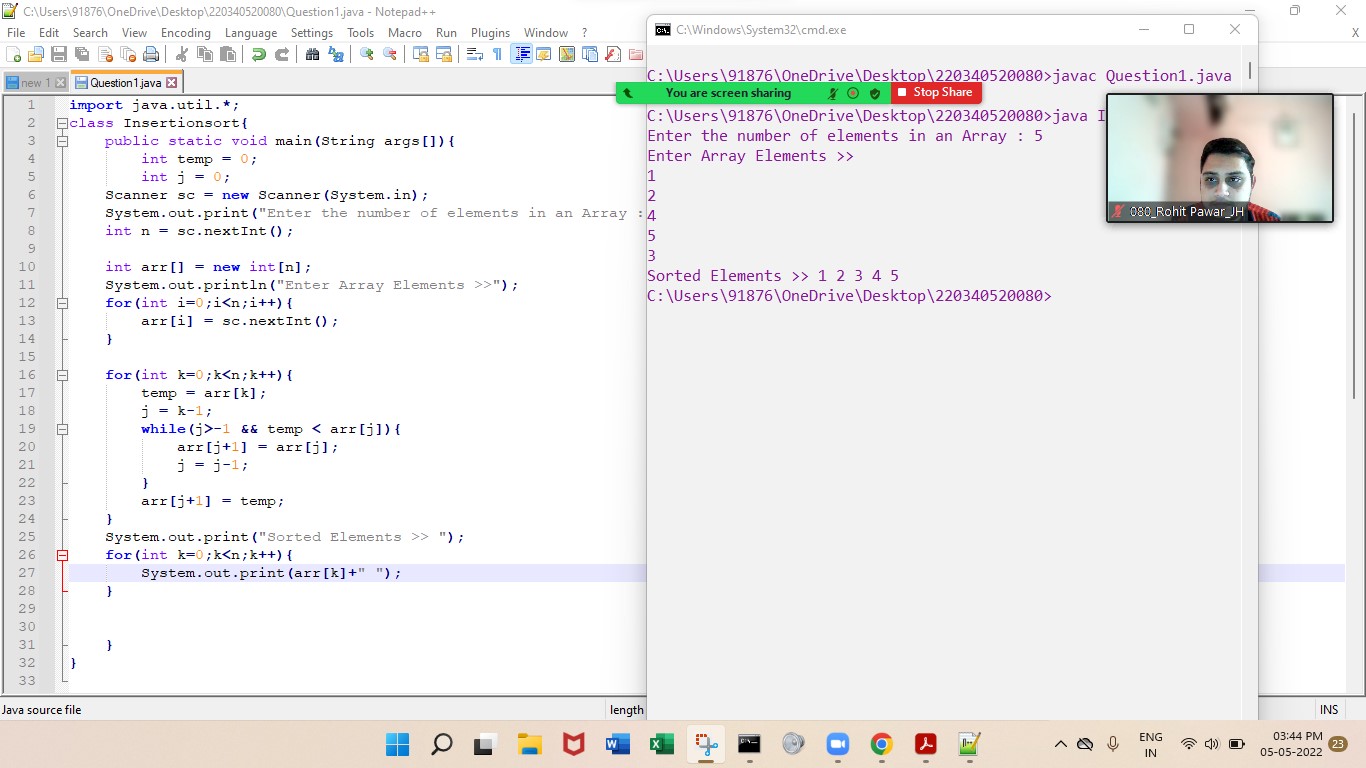 C:\Users\91876\OneDrive\Desktop\220340520080\Question1.java - Notepad++
File Edit Search View Encoding Language Settings Tools Macro Run Plugins Window ?
X
new 1
Question1.java
1 import java.util.*;
2 class Insertionsort{
3 public static void main(String args[]){
4 int temp = 0;
5 int j = 0;
6 Scanner sc = new Scanner(System.in);
7 System.out.print("Enter the number of elements in an Array :
8 int n = sc.nextInt();
9
10 int arr[] = new int[n];
11 System.out.println("Enter Array Elements >>");
12 for(int i=0;i<n;i++){
13 arr[i] = sc.nextInt();
14 }
15
16 for(int k=0;k<n;k++){
17 temp = arr[k];
18 j = k-1;
19 while(j>-1 && temp < arr[j]){
20 arr[j+1] = arr[j];
21 j = j-1;
22 }
23 arr[j+1] = temp;
24 }
25 System.out.print("Sorted Elements >> ");
26 for(int k=0;k<n;k++){
27 System.out.print(arr[k]+" ");
28 }
29
30
31 }
32 }
33
Java source file
length
INS
C:\Windows\System32\cmd.exe
C:\Users\91876\OneDrive\Desktop\220340520080>javac Question1.java
You are screen sharing
Stop Share
C:\Users\91876\OneDrive\Desktop\220340520080>java I
Enter the number of elements in an Array : 5
Enter Array Elements >>
1
2
4
5
3
Sorted Elements >> 1 2 3 4 5
C:\Users\91876\OneDrive\Desktop\220340520080>
080_Rohit Pawar_JH
ENG
IN
03:44 PM
05-05-2022
23